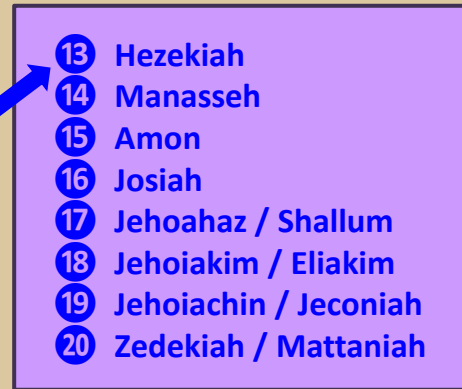 ⓭ Hezekiah
⓮ Manasseh
⓯ Amon
⓰ Josiah
⓱ Jehoahaz / Shallum
⓲ Jehoiakim / Eliakim
⓳ Jehoiachin / Jeconiah
⓴ Zedekiah / Mattaniah